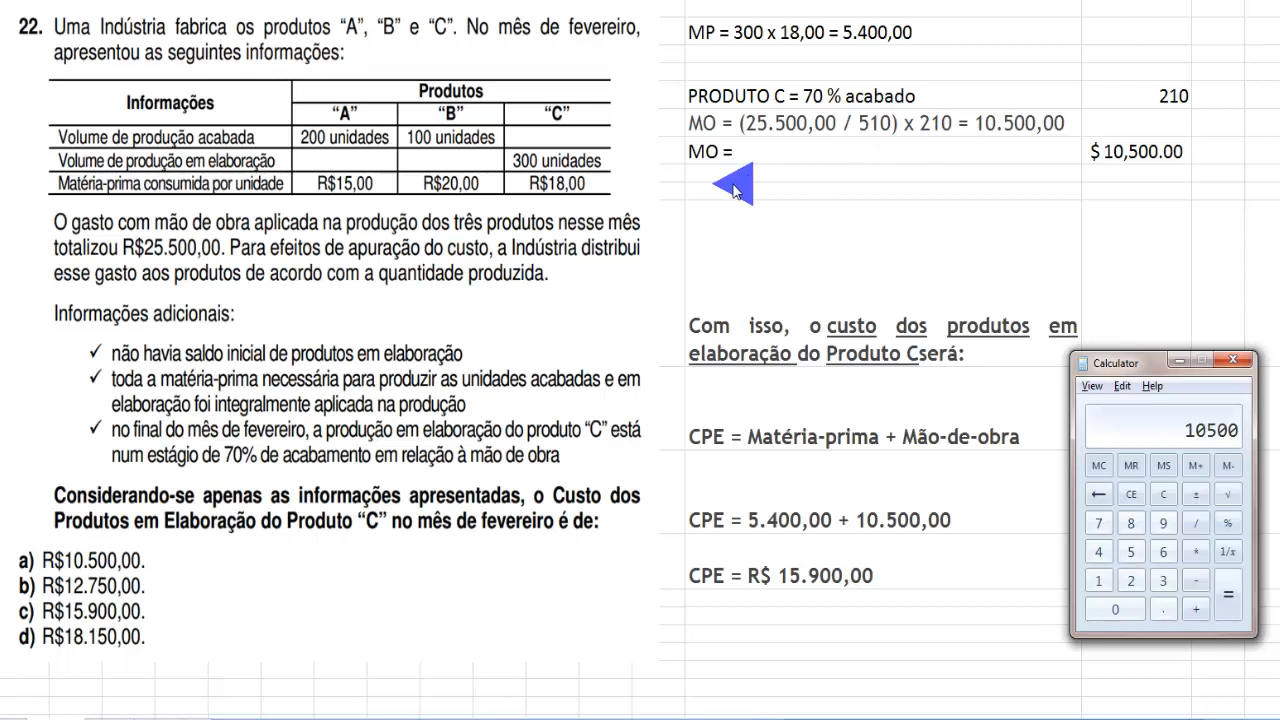 22. Uma Indústria fabrica os produtos “A”, “B” e “C”. No mês de fevereiro,
apresentou as seguintes informações:
Informações
Produtos
“A” “B” “C”
Volume de produção acabada 200 unidades 100 unidades
Volume de produção em elaboração 300 unidades
Matéria-prima consumida por unidade R$15,00 R$20,00 R$18,00
O gasto com mão de obra aplicada na produção dos três produtos nesse mês
totalizou R$25.500,00. Para efeitos de apuração do custo, a Indústria distribui
esse gasto aos produtos de acordo com a quantidade produzida.
Informações adicionais:
✓ não havia saldo inicial de produtos em elaboração
✓ toda a matéria-prima necessária para produzir as unidades acabadas e em
elaboração foi integralmente aplicada na produção
✓ no final do mês de fevereiro, a produção em elaboração do produto “C” está
num estágio de 70% de acabamento em relação à mão de obra
Considerando-se apenas as informações apresentadas, o Custo dos
Produtos em Elaboração do Produto “C” no mês de fevereiro é de:
a) R$10.500,00.
b) R$12.750,00.
c) R$15.900,00.
d) R$18.150,00.
MP = 300 x 18,00 = 5.400,00
PRODUTO C = 70 % acabado 210
MO = (25.500,00 / 510) x 210 = 10.500,00
MO = $ 10,500.00
Com isso, o custo dos produtos em
elaboração do Produto Cserá:
CPE = Matéria-prima + Mão-de-obra
CPE = 5.400,00 + 10.500,00
CPE = R$ 15.900,00
Calculator
View Edit Help
10500
MC MR MS M+ M-
← CE C ± √
7 8 9 / %
4 5 6 * 1/x
1 2 3 - =
0 . +